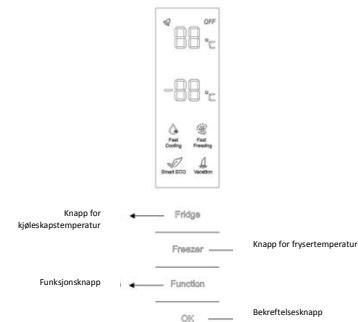 OFF
88 °C
-88 °C
Fast Cooling
Fast Freezing
Smart ECO
Vacation
Knapp for
kjøleskapstemperatur
Fridge
Freezer
Knapp for frysertemperatur
Funksjonsknapp
Function
OK
Bekreftelsesknapp